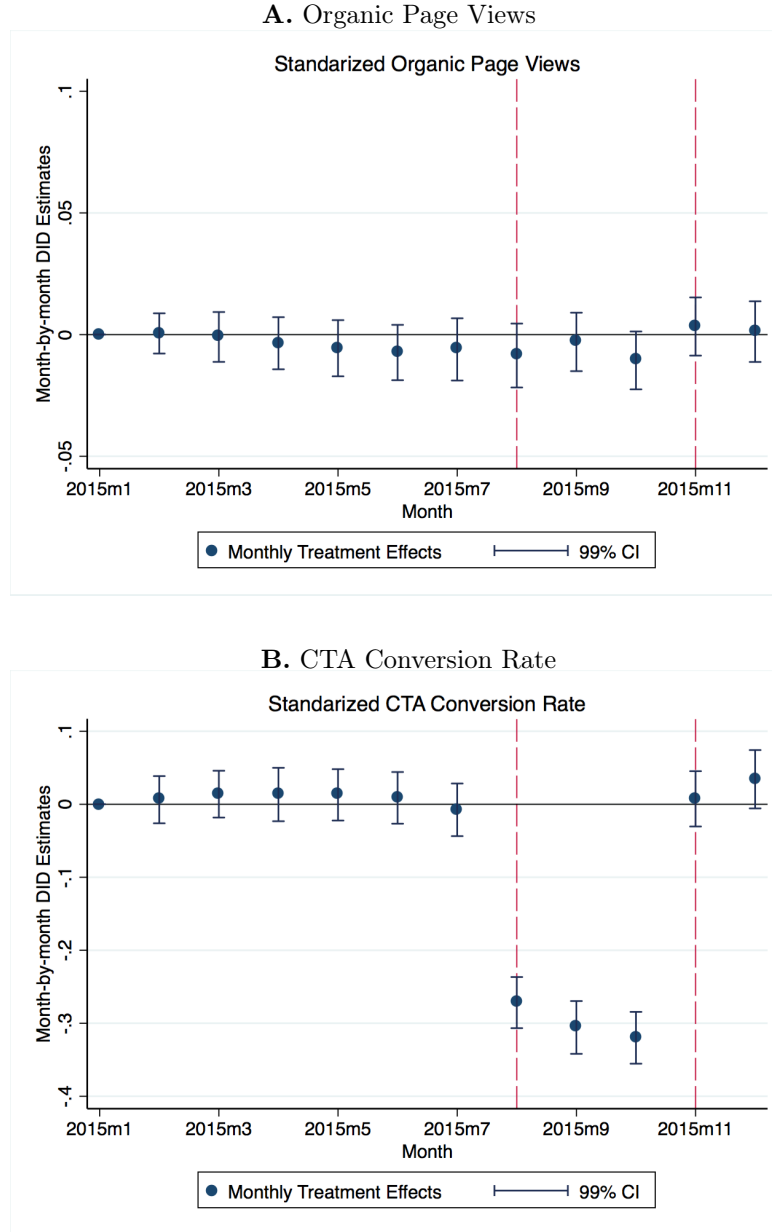 A. Organic Page Views
Standarized Organic Page Views
Month-by-month DID Estimates
.1
.05
0
-.05
2015m1 2015m3 2015m5 2015m7 2015m9 2015m11
Month
Monthly Treatment Effects 99% CI
B. CTA Conversion Rate
Standarized CTA Conversion Rate
Month-by-month DID Estimates
.1
0
-.1
-.2
-.3
-.4
2015m1 2015m3 2015m5 2015m7 2015m9 2015m11
Month
Monthly Treatment Effects 99% CI